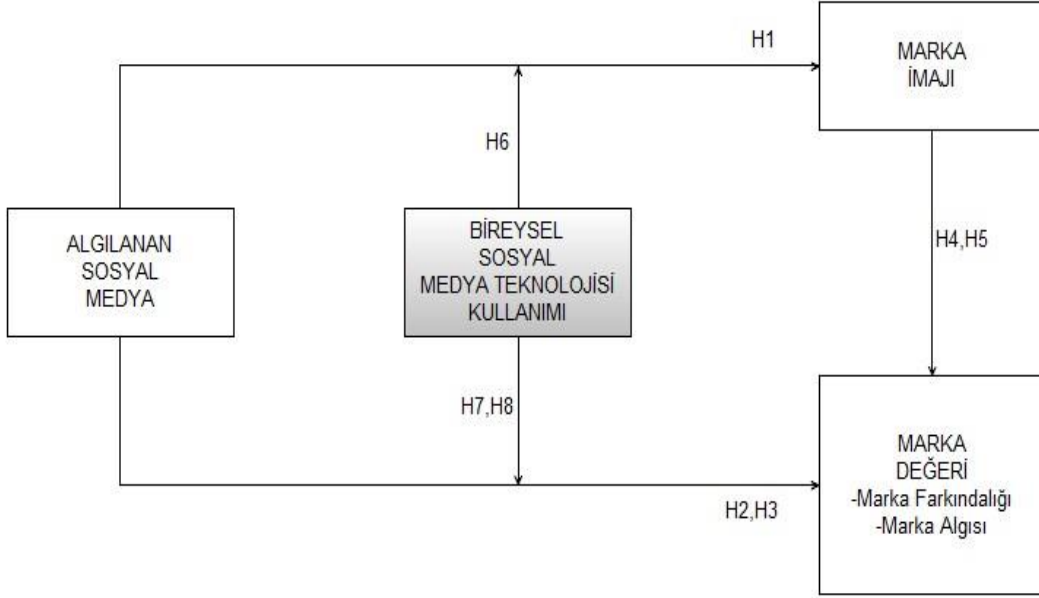 H1
MARKA
İMAJI
H6
ALGILANAN
SOSYAL
MEDYA
BİREYSEL
SOSYAL
MEDYA TEKNOLOJİSİ
KULLANIMI
H4,H5
H7,H8
MARKA
DEĞERİ
-Marka Farkındalığı
-Marka Algısı
H2,H3